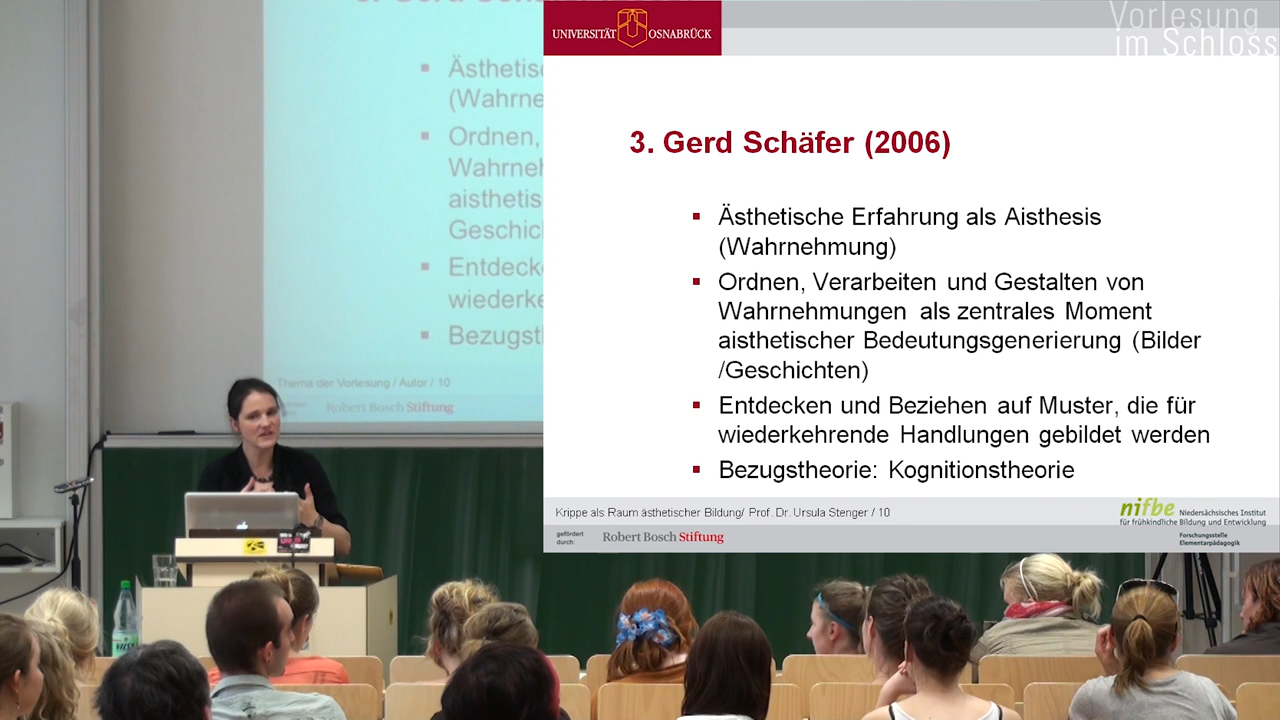 UNIVERSITÄT OSNABRÜCK
Vorlesung
im Schloss
3. Gerd Schäfer (2006)
▪ Ästhetische Erfahrung als Aisthesis
(Wahrnehmung)
▪ Ordnen, Verarbeiten und Gestalten von
Wahrnehmungen als zentrales Moment
aisthetischer Bedeutungsgenerierung (Bilder
/Geschichten)
▪ Entdecken und Beziehen auf Muster, die für
wiederkehrende Handlungen gebildet werden
▪ Bezugstheorie: Kognitionstheorie
Krippe als Raum ästhetischer Bildung/ Prof. Dr. Ursula Stenger / 10
nifbe Niedersächsisches Institut
für frühkindliche Bildung und Entwicklung
Forschungsstelle
Elementarpädagogik
gefördert
durch:
Robert Bosch Stiftung
▪ Ästhetis
(Wahrne
▪ Ordnen,
Wahrneh
aisthetis
Geschich
▪ Entdecke
wiederke
▪ Bezugsth
Thema der Vorlesung / Autor / 10
Robert Bosch Stiftung